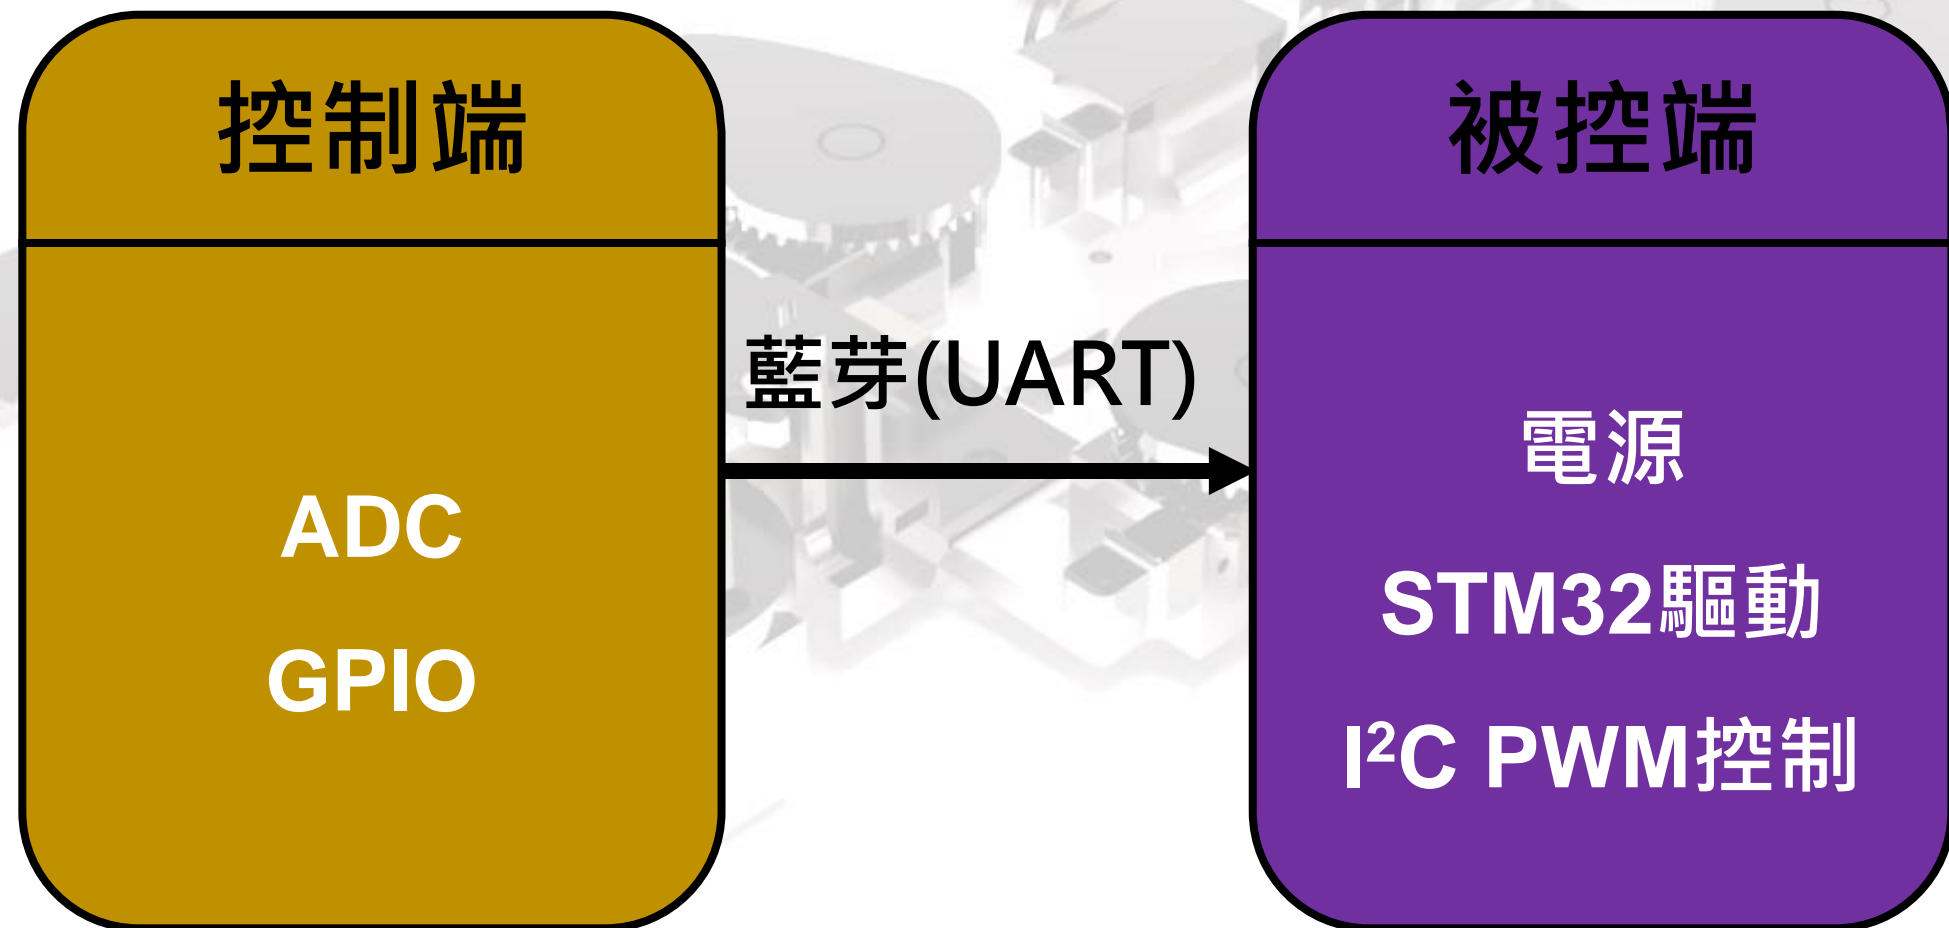 控制端
ADC
GPIO
藍芽(UART)
被控端
電源
STM32驅動
I²C PWM控制